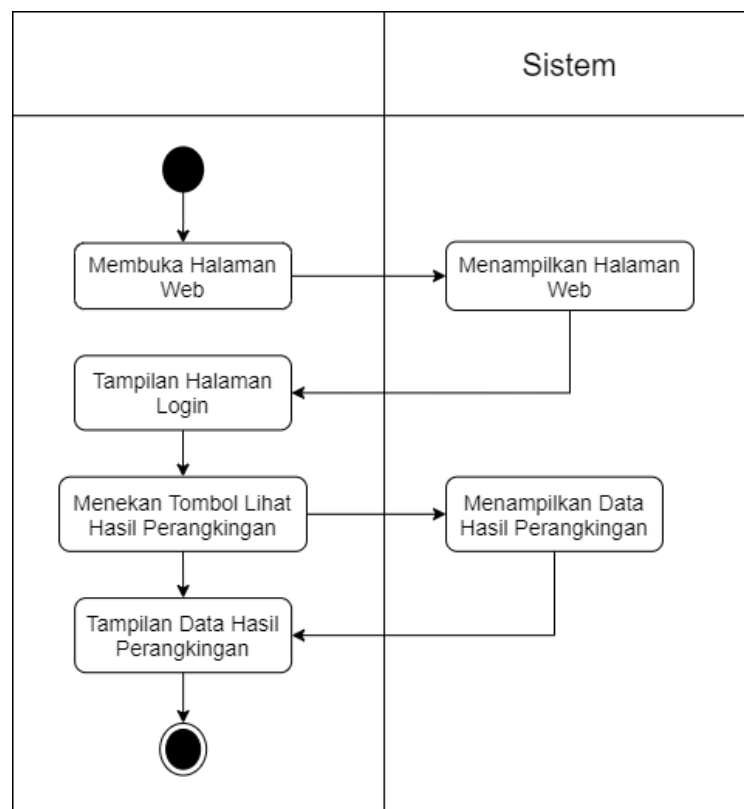 Sistem
Membuka Halaman
Web
Menampilkan Halaman
Web
Tampilan Halaman
Login
Menekan Tombol Lihat
Hasil Perangkingan
Menampilkan Data
Hasil Perangkingan
Tampilan Data Hasil
Perangkingan